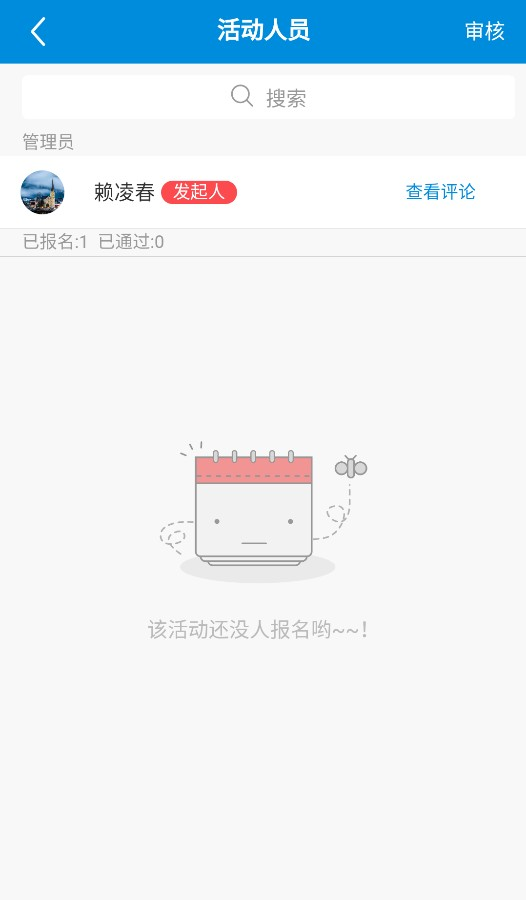 活动人员 审核
搜索
管理员
赖凌春 发起人 查看评论
已报名:1 已通过:0
该活动还没人报名哟~~!